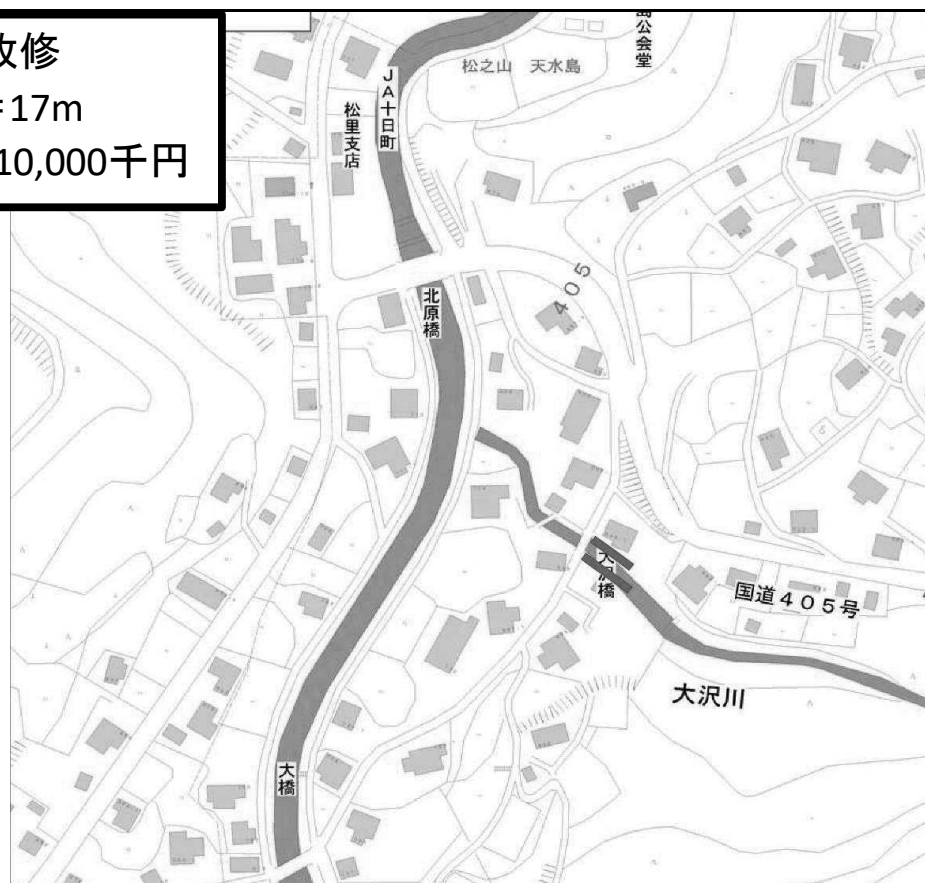 改修
=17m
10,000千円
島公会堂
松之山 天水島
JA十日町
松里支店
405
北原橋
大沢橋
国道405号
大沢川
大橋